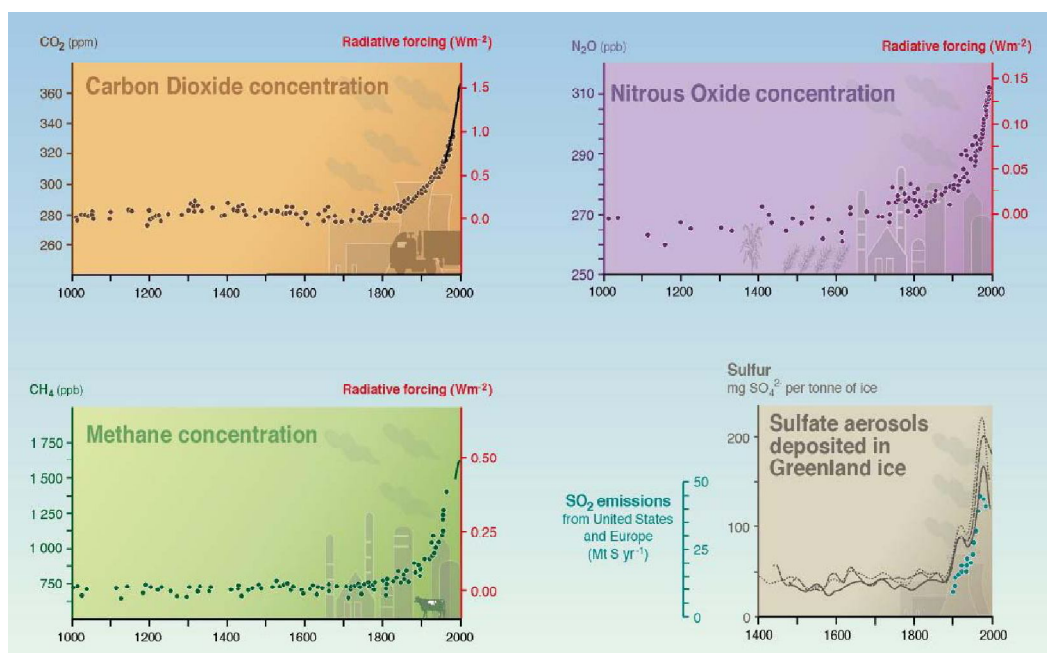 CO₂ (ppm)
Radiative forcing (Wm⁻²)
Carbon Dioxide concentration
360
340
320
300
280
260
1.5
1.0
0.5
0.0
1000 1200 1400 1600 1800 2000
N₂O (ppb)
Radiative forcing (Wm⁻²)
Nitrous Oxide concentration
310
290
270
250
0.15
0.10
0.05
0.00
1000 1200 1400 1600 1800 2000
CH₄ (ppb)
Radiative forcing (Wm⁻²)
Methane concentration
1 750
1 500
1 250
1 000
750
0.50
0.25
0.00
1000 1200 1400 1600 1800 2000
Sulfur
mg SO₄²⁻ per tonne of ice
Sulfate aerosols
deposited in
Greenland ice
200
100
0
SO₂ emissions
from United States
and Europe
(Mt S yr⁻¹)
50
25
0
1400 1600 1800 2000